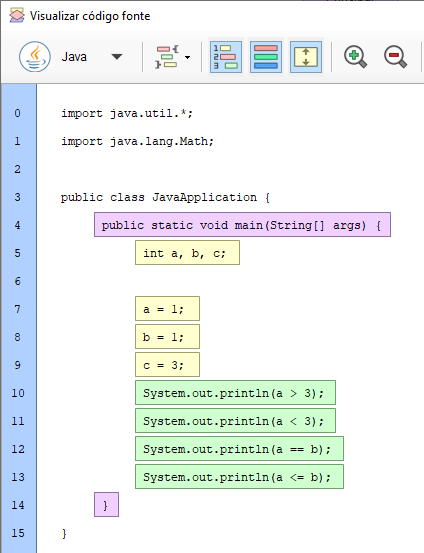 Visualizar código fonte
Java
0 import java.util.*;
1 import java.lang.Math;
2
3 public class JavaApplication {
4 public static void main(String[] args) {
5 int a, b, c;
6
7 a = 1;
8 b = 1;
9 c = 3;
10 System.out.println(a > 3);
11 System.out.println(a < 3);
12 System.out.println(a == b);
13 System.out.println(a <= b);
14 }
15 }